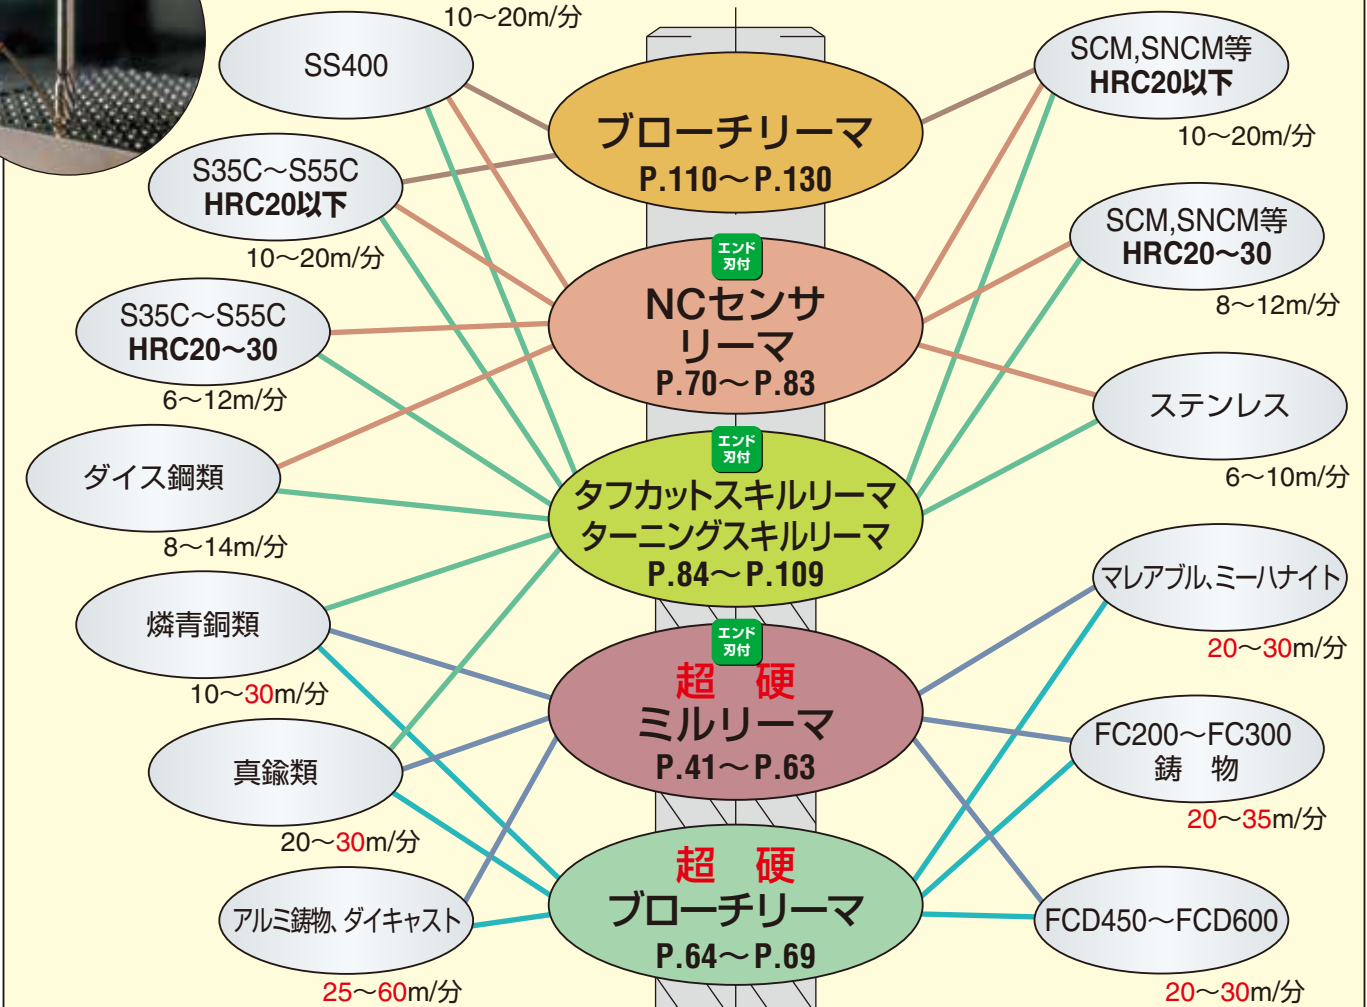 10〜20m/分
SS400
S35C〜S55C
HRC20以下
10〜20m/分
S35C〜S55C
HRC20〜30
6〜12m/分
ダイス鋼類
8〜14m/分
燐青銅類
10〜30m/分
真鍮類
20〜30m/分
アルミ鋳物、ダイキャスト
25〜60m/分
ブローチリーマ
P.110〜P.130
エンド
刃付
NCセンサ
リーマ
P.70〜P.83
エンド
刃付
タフカットスキルリーマ
ターニングスキルリーマ
P.84〜P.109
エンド
刃付
超 硬
ミルリーマ
P.41〜P.63
超 硬
ブローチリーマ
P.64〜P.69
SCM,SNCM等
HRC20以下
10〜20m/分
SCM,SNCM等
HRC20〜30
8〜12m/分
ステンレス
6〜10m/分
マレアブル、ミーハナイト
20〜30m/分
FC200〜FC300
鋳 物
20〜35m/分
FCD450〜FCD600
20〜30m/分